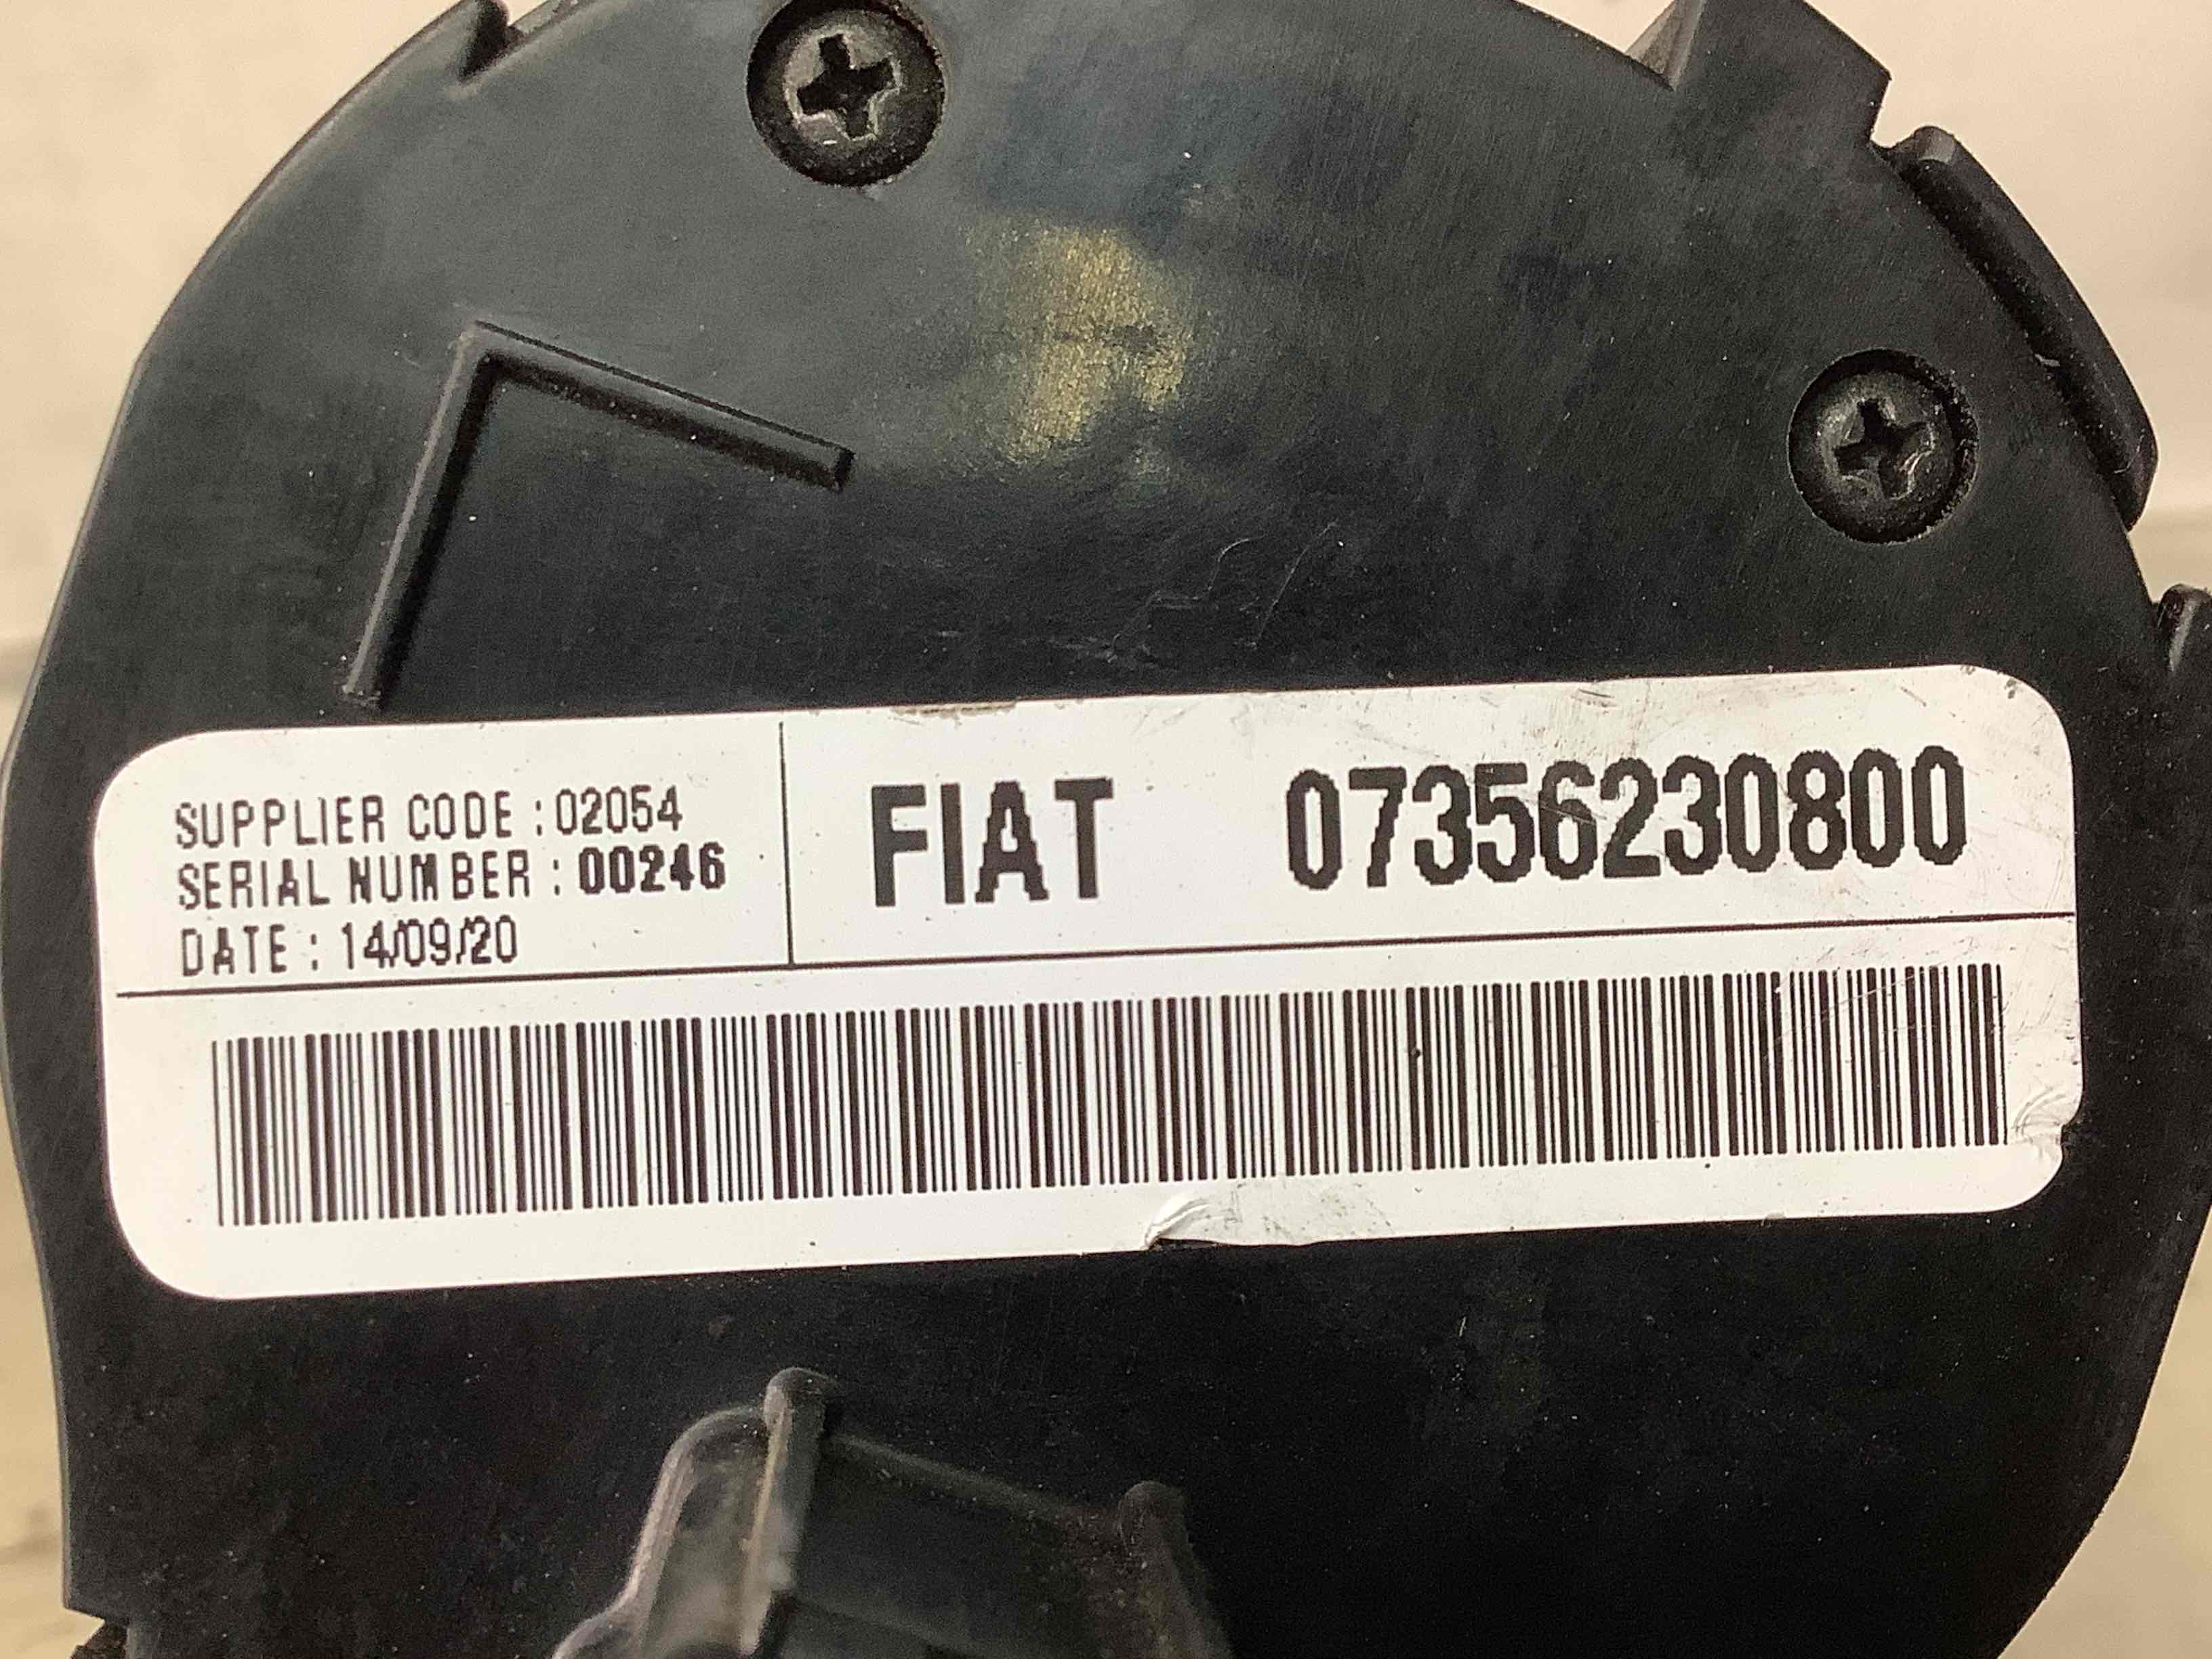 SUPPLIER CODE : 02054
SERIAL NUMBER : 00246
DATE : 14/09/20
FIAT 07356230800